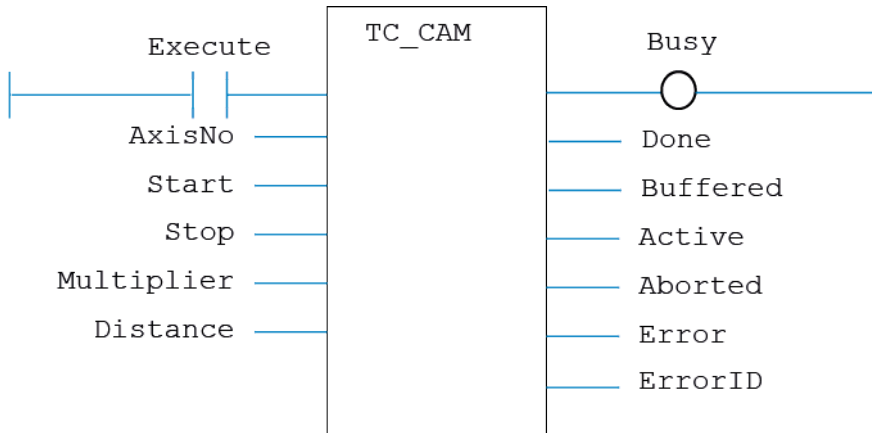 TC_CAM
Execute
Busy
AxisNo
Done
Start
Buffered
Stop
Active
Multiplier
Aborted
Distance
Error
ErrorID